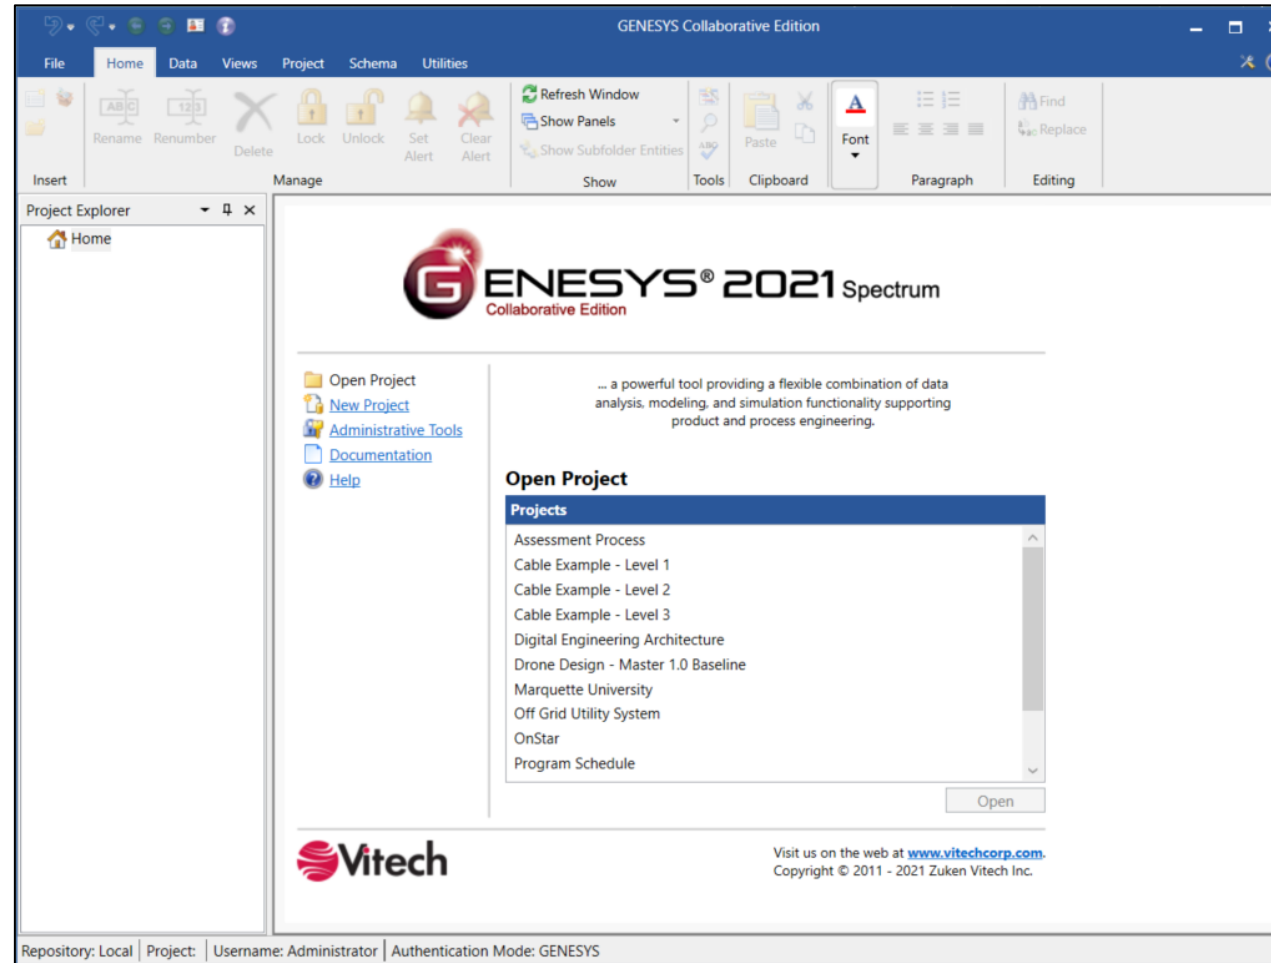 GENESYS Collaborative Edition
File Home Data Views Project Schema Utilities
Rename Renumber Delete Lock Unlock Set Alert Clear Alert
Refresh Window
Show Panels
Show Subfolder Entities
Paste
Font
Find
Replace
Insert Manage Show Tools Clipboard Paragraph Editing
Project Explorer
Home
GENESYS® 2021 Spectrum
Collaborative Edition
Open Project
New Project
Administrative Tools
Documentation
Help
... a powerful tool providing a flexible combination of data
analysis, modeling, and simulation functionality supporting
product and process engineering.
Open Project
Projects
Assessment Process
Cable Example - Level 1
Cable Example - Level 2
Cable Example - Level 3
Digital Engineering Architecture
Drone Design - Master 1.0 Baseline
Marquette University
Off Grid Utility System
OnStar
Program Schedule
Open
Vitech
Visit us on the web at www.vitechcorp.com.
Copyright © 2011 - 2021 Zuken Vitech Inc.
Repository: Local Project: Username: Administrator Authentication Mode: GENESYS